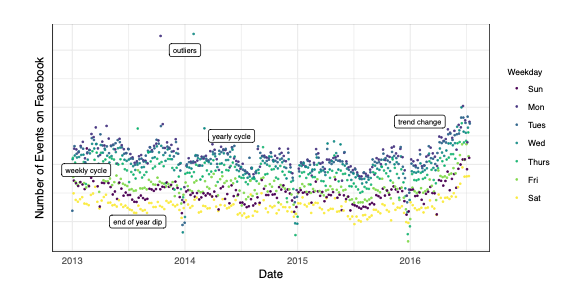 outliers
trend change
yearly cycle
weekly cycle
end of year dip
Number of Events on Facebook
2013 2014 2015 2016
Date
Weekday
Sun
Mon
Tues
Wed
Thurs
Fri
Sat